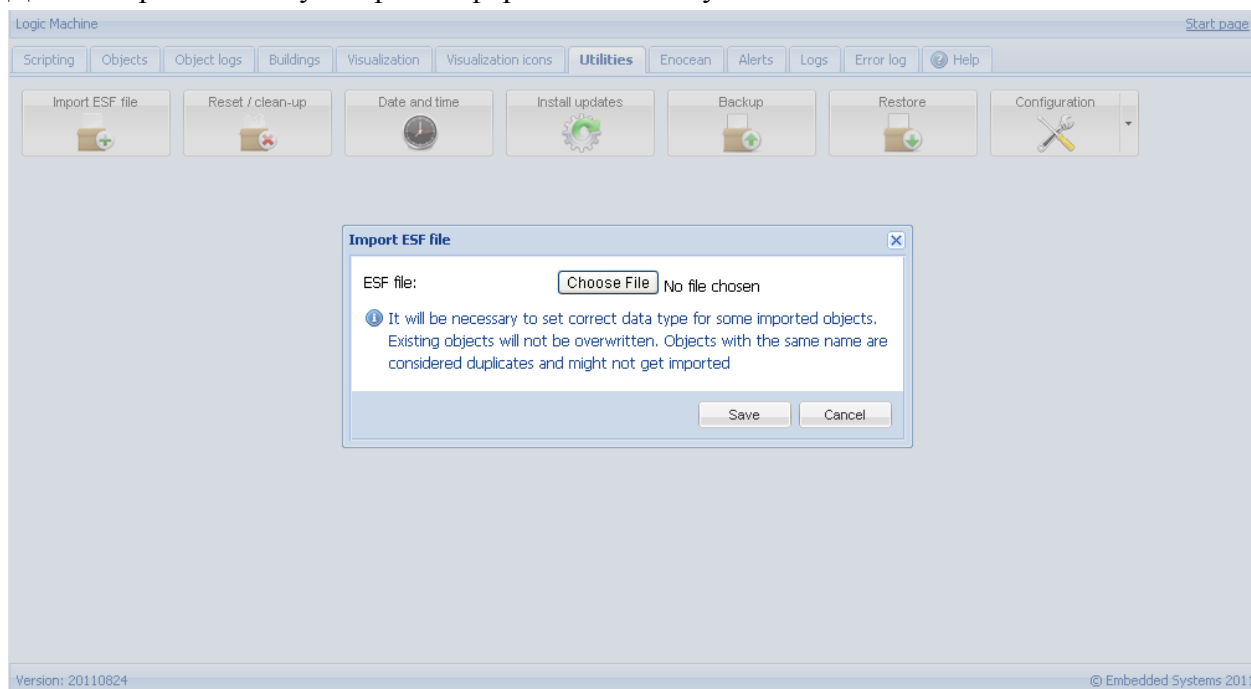 Logic Machine Start page
Scripting Objects Object logs Buildings Visualization Visualization icons Utilities Enocean Alerts Logs Error log Help
Import ESF file Reset / clean-up Date and time Install updates Backup Restore Configuration
Import ESF file
ESF file: Choose File No file chosen
It will be necessary to set correct data type for some imported objects.
Existing objects will not be overwritten. Objects with the same name are
considered duplicates and might not get imported
Save Cancel
Version: 20110824 © Embedded Systems 2011